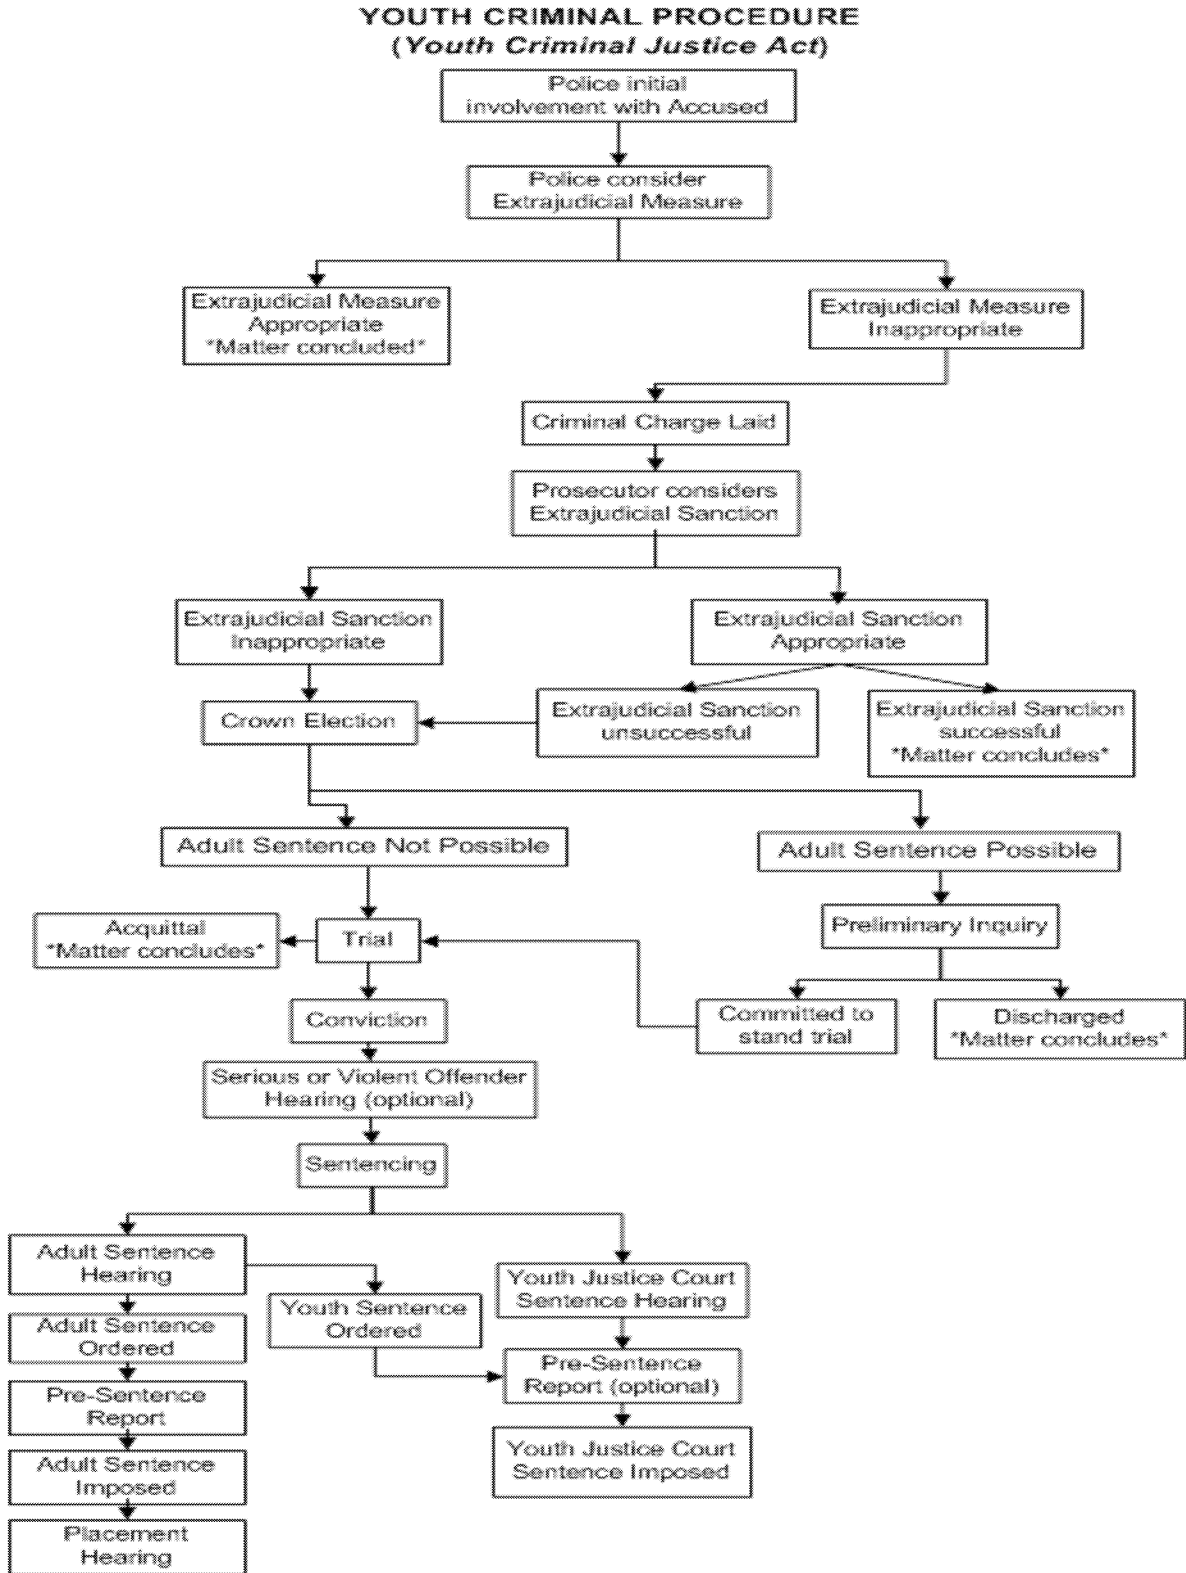 YOUTH CRIMINAL PROCEDURE
(Youth Criminal Justice Act)
Police initial
involvement with Accused
Police consider
Extrajudicial Measure
Extrajudicial Measure
Appropriate
*Matter concluded*
Extrajudicial Measure
Inappropriate
Criminal Charge Laid
Prosecutor considers
Extrajudicial Sanction
Extrajudicial Sanction
Inappropriate
Extrajudicial Sanction
Appropriate
Crown Election
Extrajudicial Sanction
unsuccessful
Extrajudicial Sanction
successful
*Matter concludes*
Adult Sentence Not Possible
Adult Sentence Possible
Acquittal
*Matter concludes*
Trial
Preliminary Inquiry
Conviction
Committed to
stand trial
Discharged
*Matter concludes*
Serious or Violent Offender
Hearing (optional)
Sentencing
Adult Sentence
Hearing
Youth Sentence
Ordered
Youth Justice Court
Sentence Hearing
Adult Sentence
Ordered
Pre-Sentence
Report (optional)
Pre-Sentence
Report
Youth Justice Court
Sentence Imposed
Adult Sentence
Imposed
Placement
Hearing